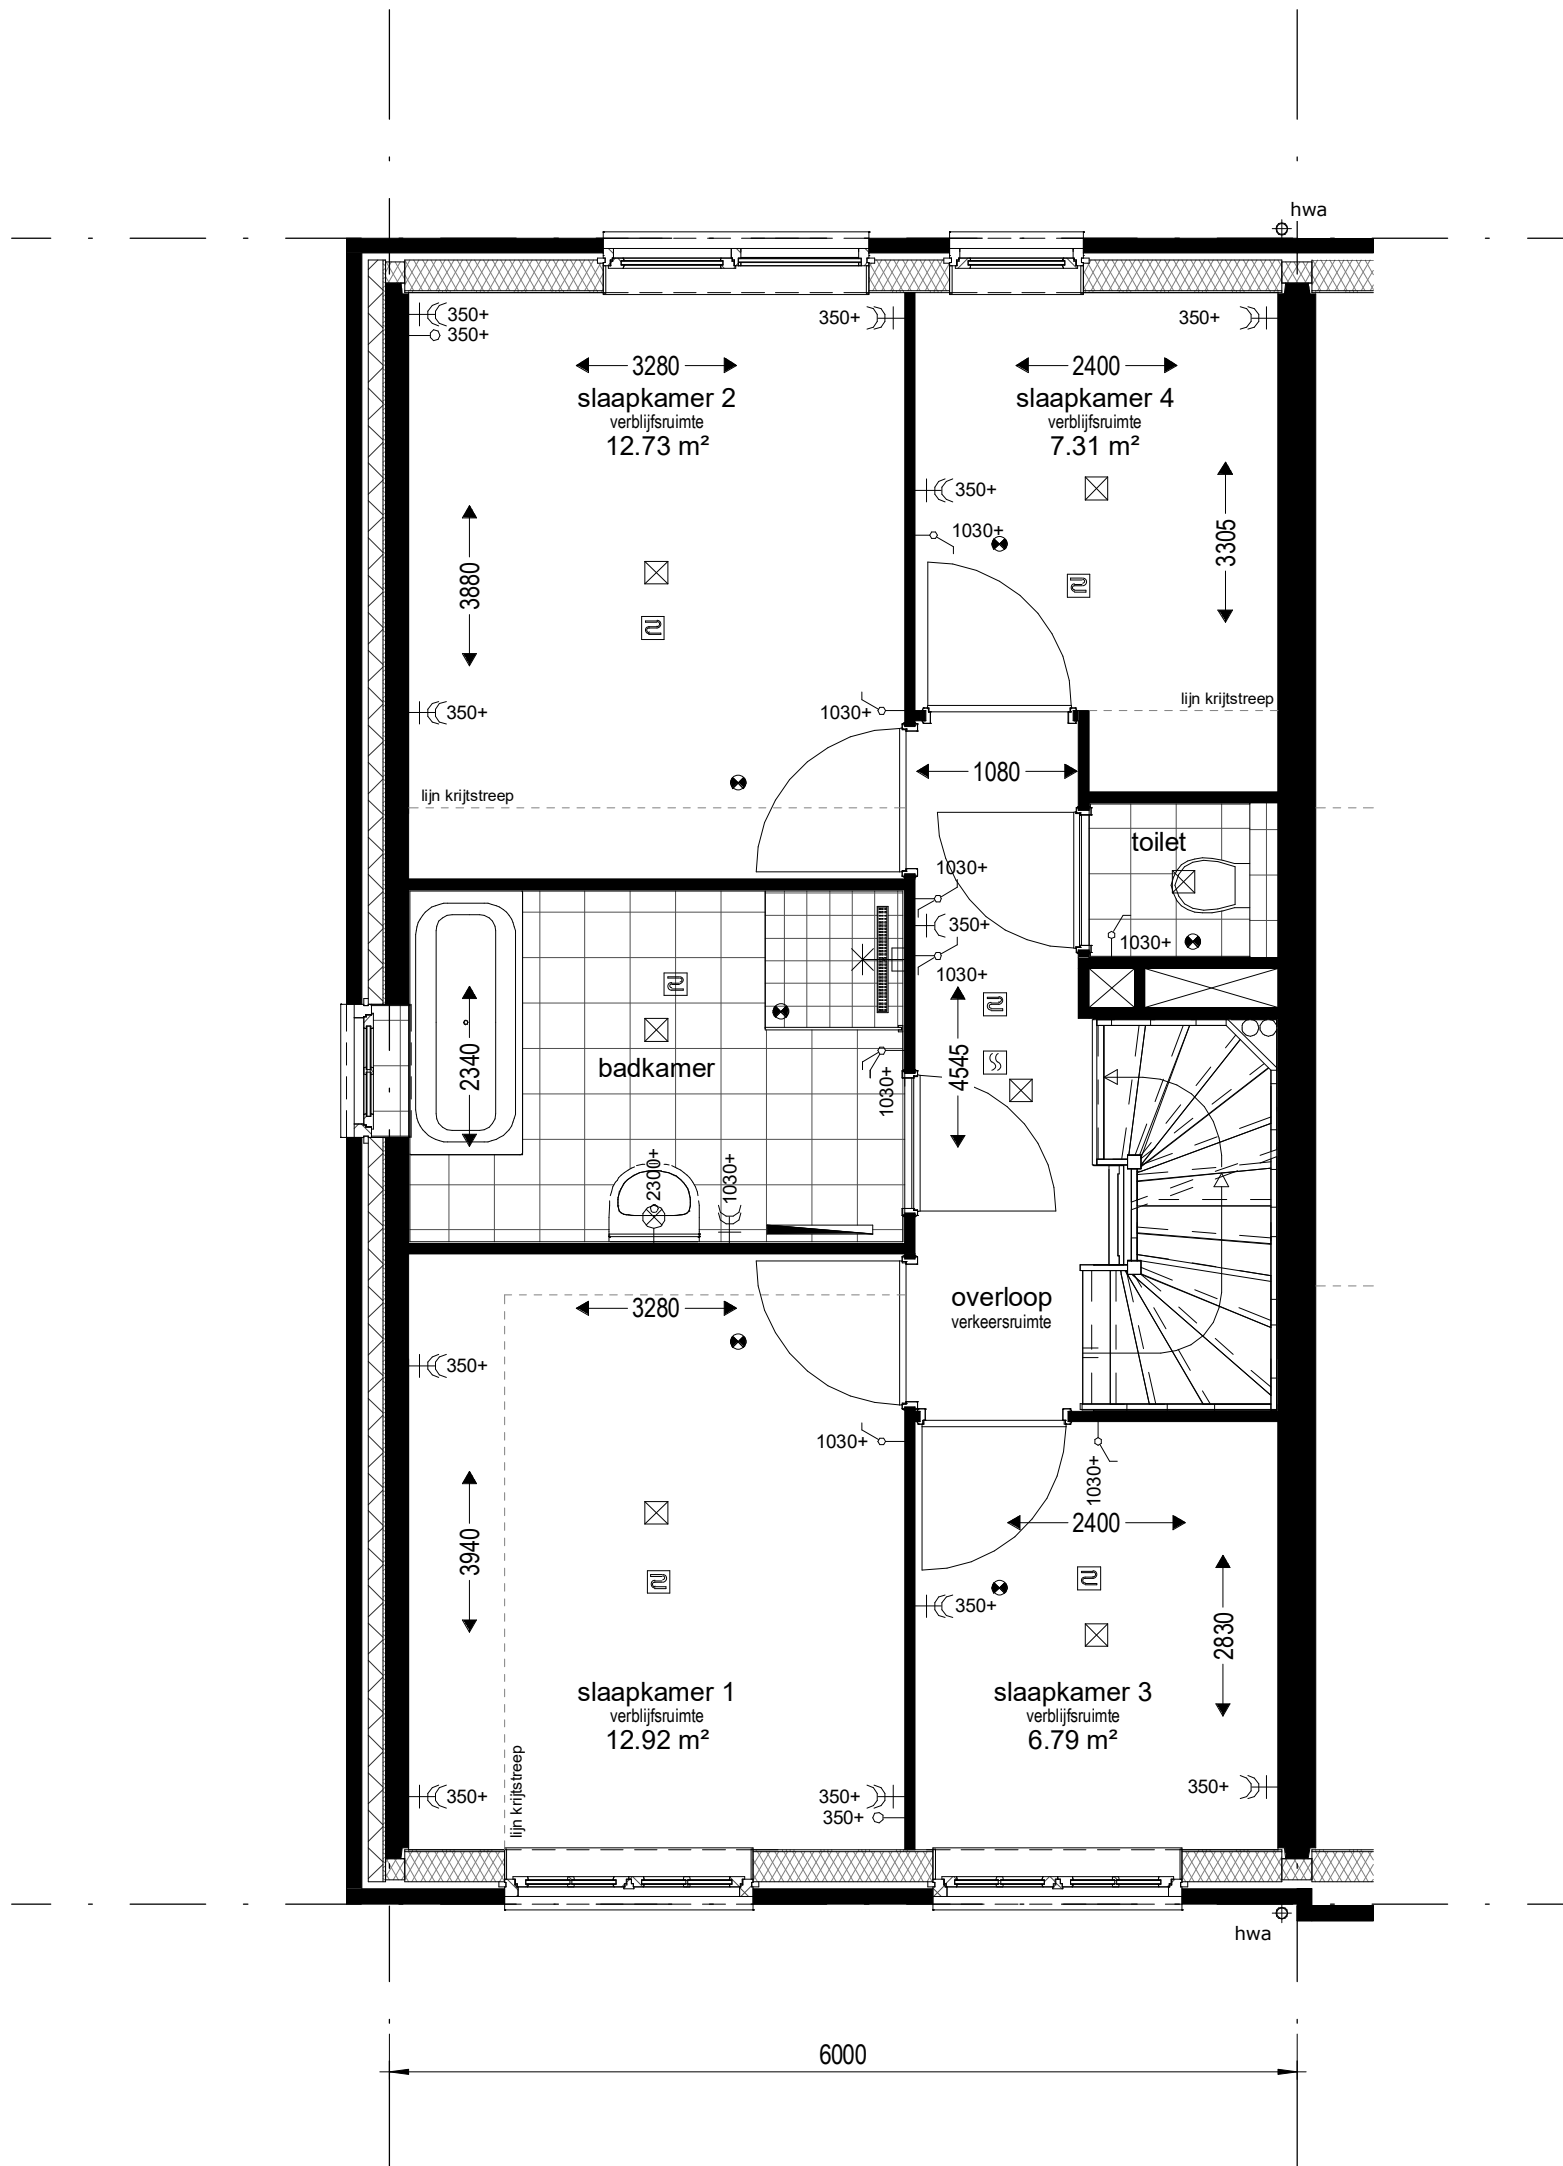 hwa
350+
350+
350+
350+
3280
2400
slaapkamer 2
verblijfsruimte
12.73 m²
slaapkamer 4
verblijfsruimte
7.31 m²
350+
1030+
3880
3305
350+
1030+
lijn krijtstreep
1080
lijn krijtstreep
toilet
1030+
350+
1030+
1030+
2340
badkamer
4545
1030+
2300+
1030+
3280
overloop
verkeersruimte
350+
1030+
1030+
2400
3940
350+
2830
slaapkamer 1
verblijfsruimte
12.92 m²
slaapkamer 3
verblijfsruimte
6.79 m²
lijn krijtstreep
350+
350+
350+
350+
hwa
6000